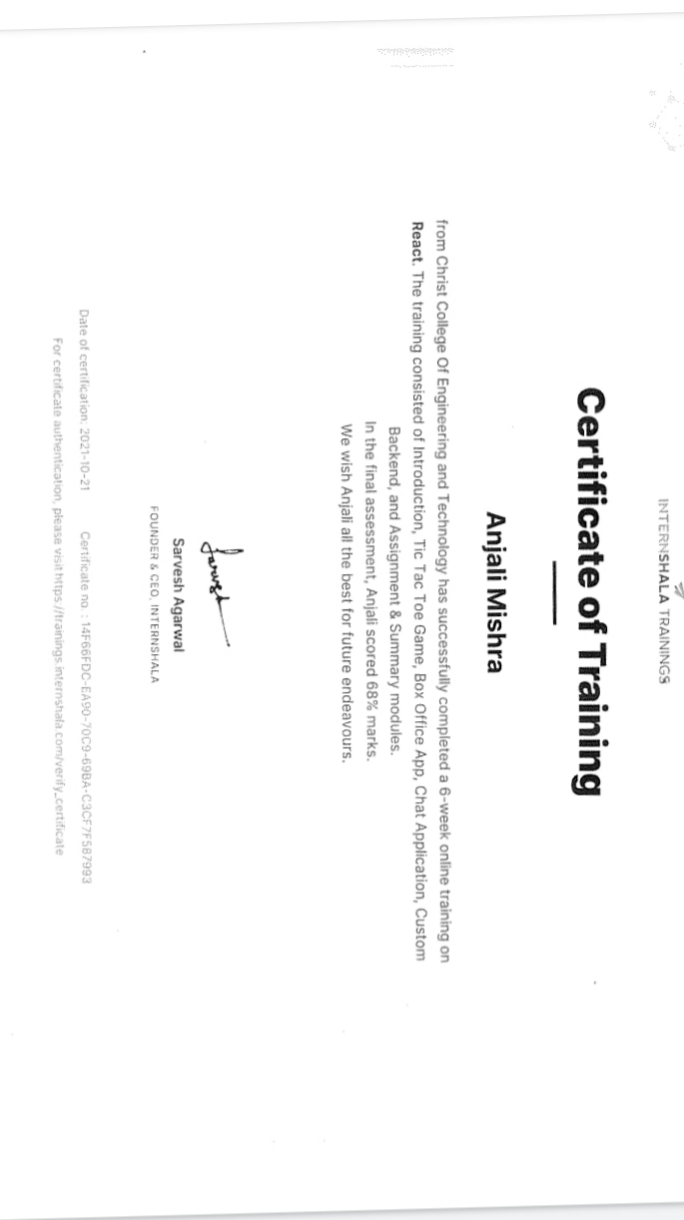 INTERNSHALA TRAININGS
Certificate of Training
Anjali Mishra
from Christ College Of Engineering and Technology has successfully completed a 6-week online training on
React. The training consisted of Introduction, Tic Tac Toe Game, Box Office App, Chat Application, Custom
Backend, and Assignment & Summary modules.
In the final assessment, Anjali scored 68% marks.
We wish Anjali all the best for future endeavours.
Sarvesh Agarwal
FOUNDER & CEO, INTERNSHALA
Date of certification: 2021-10-21 Certificate no. : 14F66FDC-EA90-70C9-69BA-C3CF7F587993
For certificate authentication, please visit https://trainings.internshala.com/verify_certificate